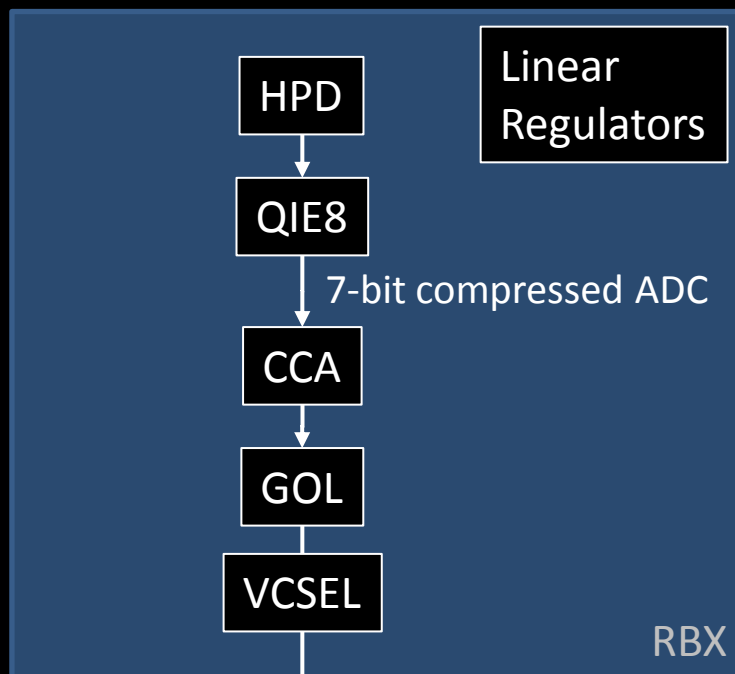 Linear
Regulators
HPD
QIE8
7-bit compressed ADC
CCA
GOL
VCSEL
RBX